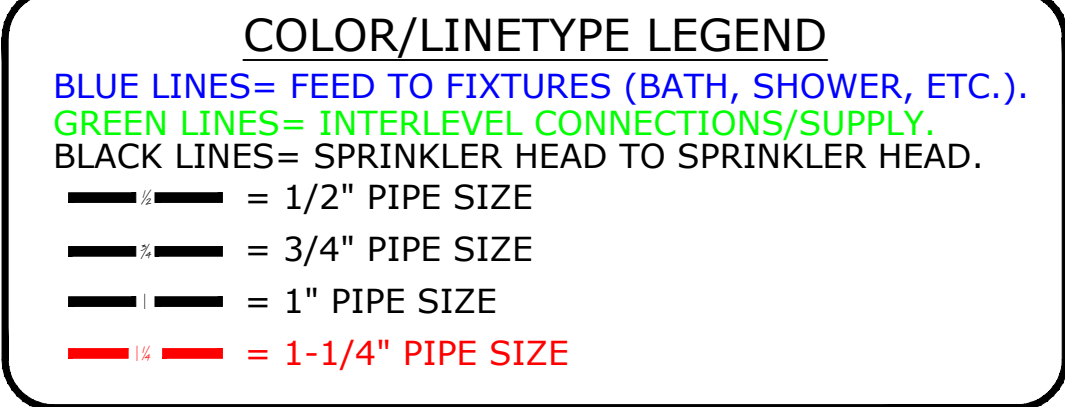 COLOR/LINETYPE LEGEND
BLUE LINES= FEED TO FIXTURES (BATH, SHOWER, ETC.).
GREEN LINES= INTERLEVEL CONNECTIONS/SUPPLY.
BLACK LINES= SPRINKLER HEAD TO SPRINKLER HEAD.
½ = 1/2" PIPE SIZE
¾ = 3/4" PIPE SIZE
1 = 1" PIPE SIZE
1¼ = 1-1/4" PIPE SIZE